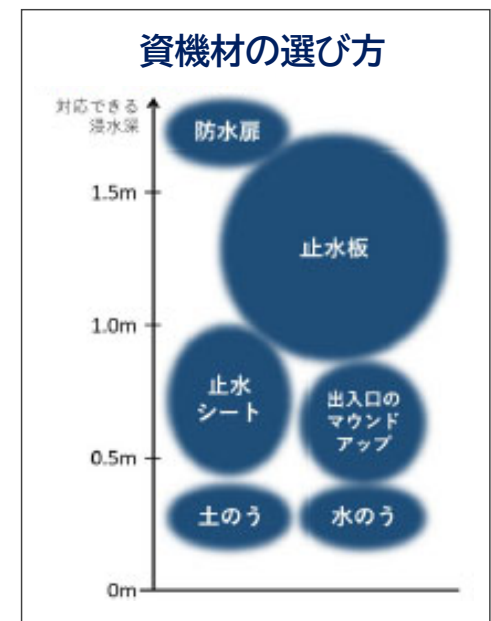 資機材の選び方
対応できる
浸水深
防水扉
1.5m
止水板
1.0m
止水
シート
出入口の
マウンド
アップ
0.5m
土のう
水のう
0m